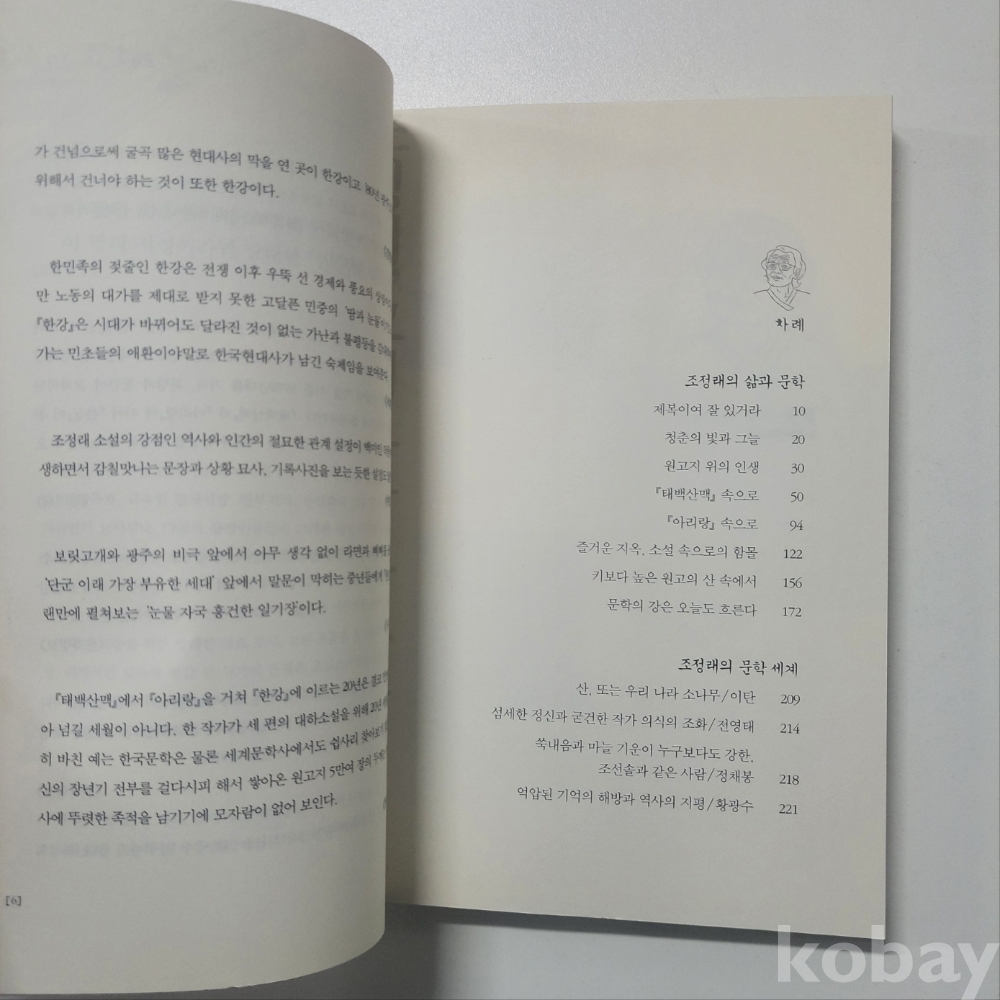 가 건넘으로써 굴곡 많은 현대사의 막을 연 곳이 한강이고
위해서 건너야 하는 것이 또한 한강이다.
한민족의 젖줄인 한강은 전쟁 이후 우뚝 선 경제와 풍요의
만 노동의 대가를 제대로 받지 못한 고달픈 민중의 '땀과
『한강』은 시대가 바뀌어도 달라진 것이 없는 가난과 불평등을
가는 민초들의 애환이야말로 한국현대사가 남긴 숙제임을
조정래 소설의 강점인 역사와 인간의 절묘한 관계 설정이
생하면서 감칠맛나는 문장과 상황 묘사, 기록사진을 보는 듯한
보릿고개와 광주의 비극 앞에서 아무 생각 없이 라면과
'단군 이래 가장 부유한 세대' 앞에서 말문이 막히는 중년들에게
랜만에 펼쳐보는 '눈물 자국 흥건한 일기장'이다.
『태백산맥』에서 『아리랑』을 거쳐 『한강』에 이르는 20년은 결코
아 넘길 세월이 아니다. 한 작가가 세 편의 대하소설을 위해 20년
히 바친 예는 한국문학은 물론 세계문학사에서도 쉽사리
신의 장년기 전부를 걸다시피 해서 쌓아온 원고지 5만여 장의
사에 뚜렷한 족적을 남기기에 모자람이 없어 보인다.
[6]
차례
조정래의 삶과 문학
제복이여 잘 있거라 10
청춘의 빛과 그늘 20
원고지 위의 인생 30
『태백산맥』 속으로 50
『아리랑』 속으로 94
즐거운 지옥, 소설 속으로의 함몰 122
키보다 높은 원고의 산 속에서 156
문학의 강은 오늘도 흐른다 172
조정래의 문학 세계
산, 또는 우리 나라 소나무/이탄 209
섬세한 정신과 굳건한 작가 의식의 조화/전영태 214
쑥내음과 마늘 기운이 누구보다도 강한,
조선솔과 같은 사람/정채봉 218
억압된 기억의 해방과 역사의 지평/황광수 221
kobay